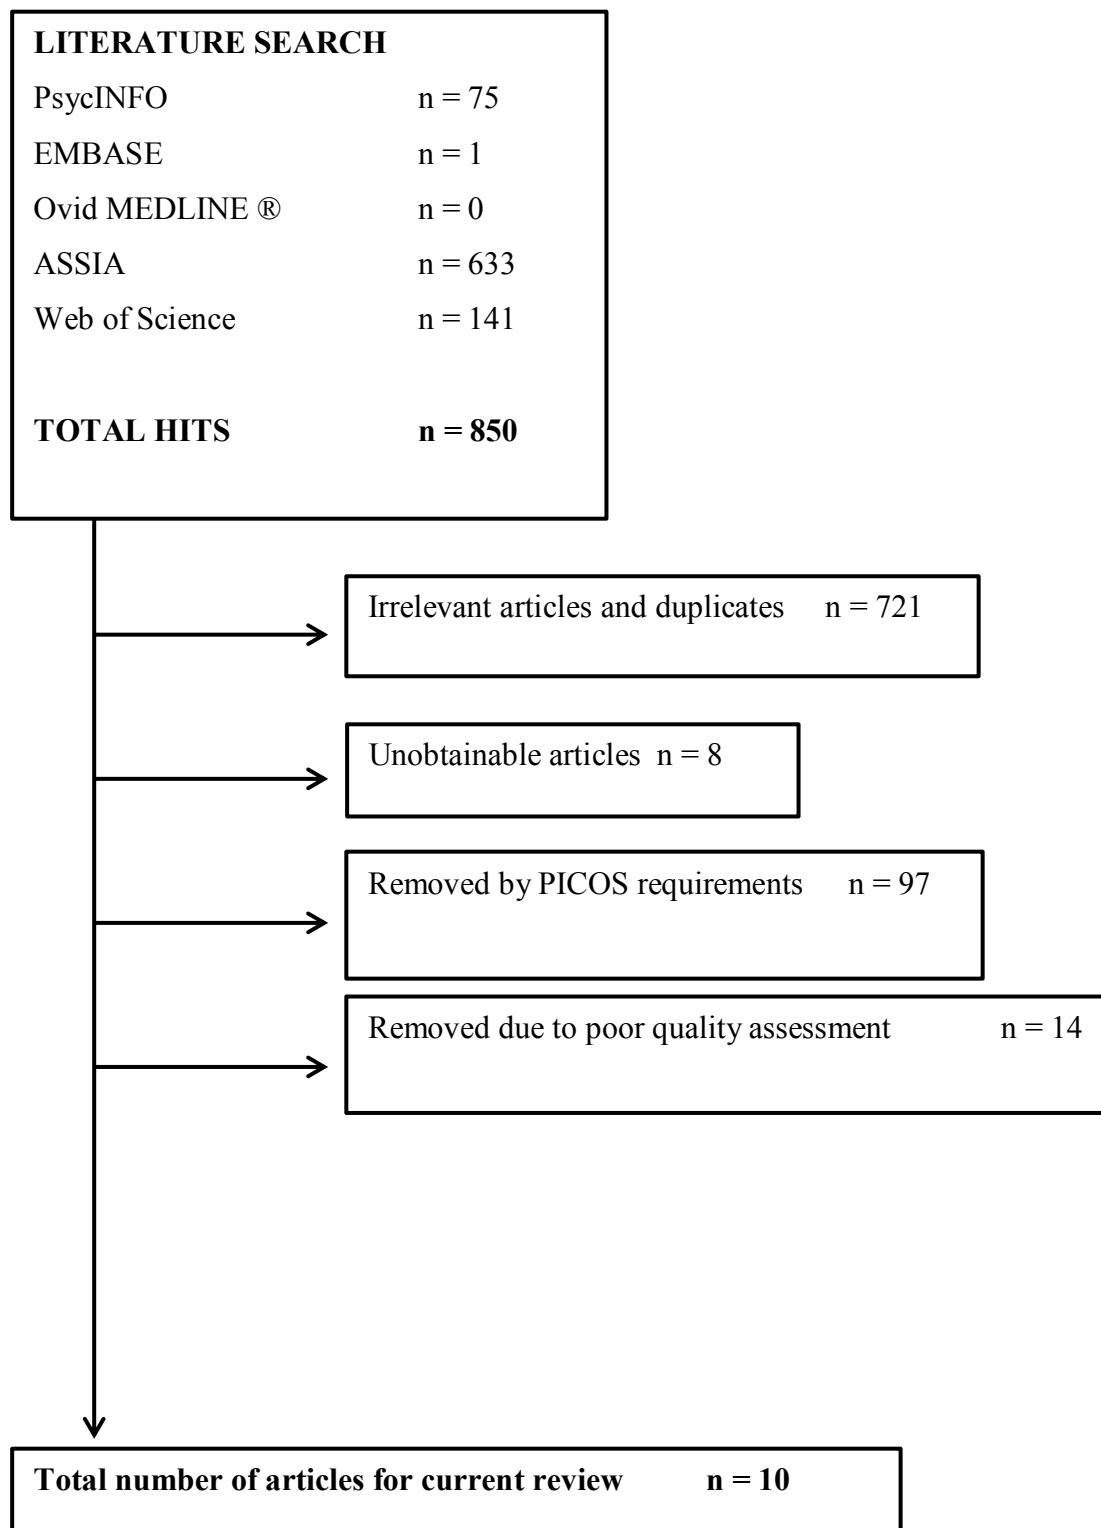 LITERATURE SEARCH
PsycINFO n = 75
EMBASE n = 1
Ovid MEDLINE ® n = 0
ASSIA n = 633
Web of Science n = 141
TOTAL HITS n = 850
Irrelevant articles and duplicates n = 721
Unobtainable articles n = 8
Removed by PICOS requirements n = 97
Removed due to poor quality assessment n = 14
Total number of articles for current review n = 10